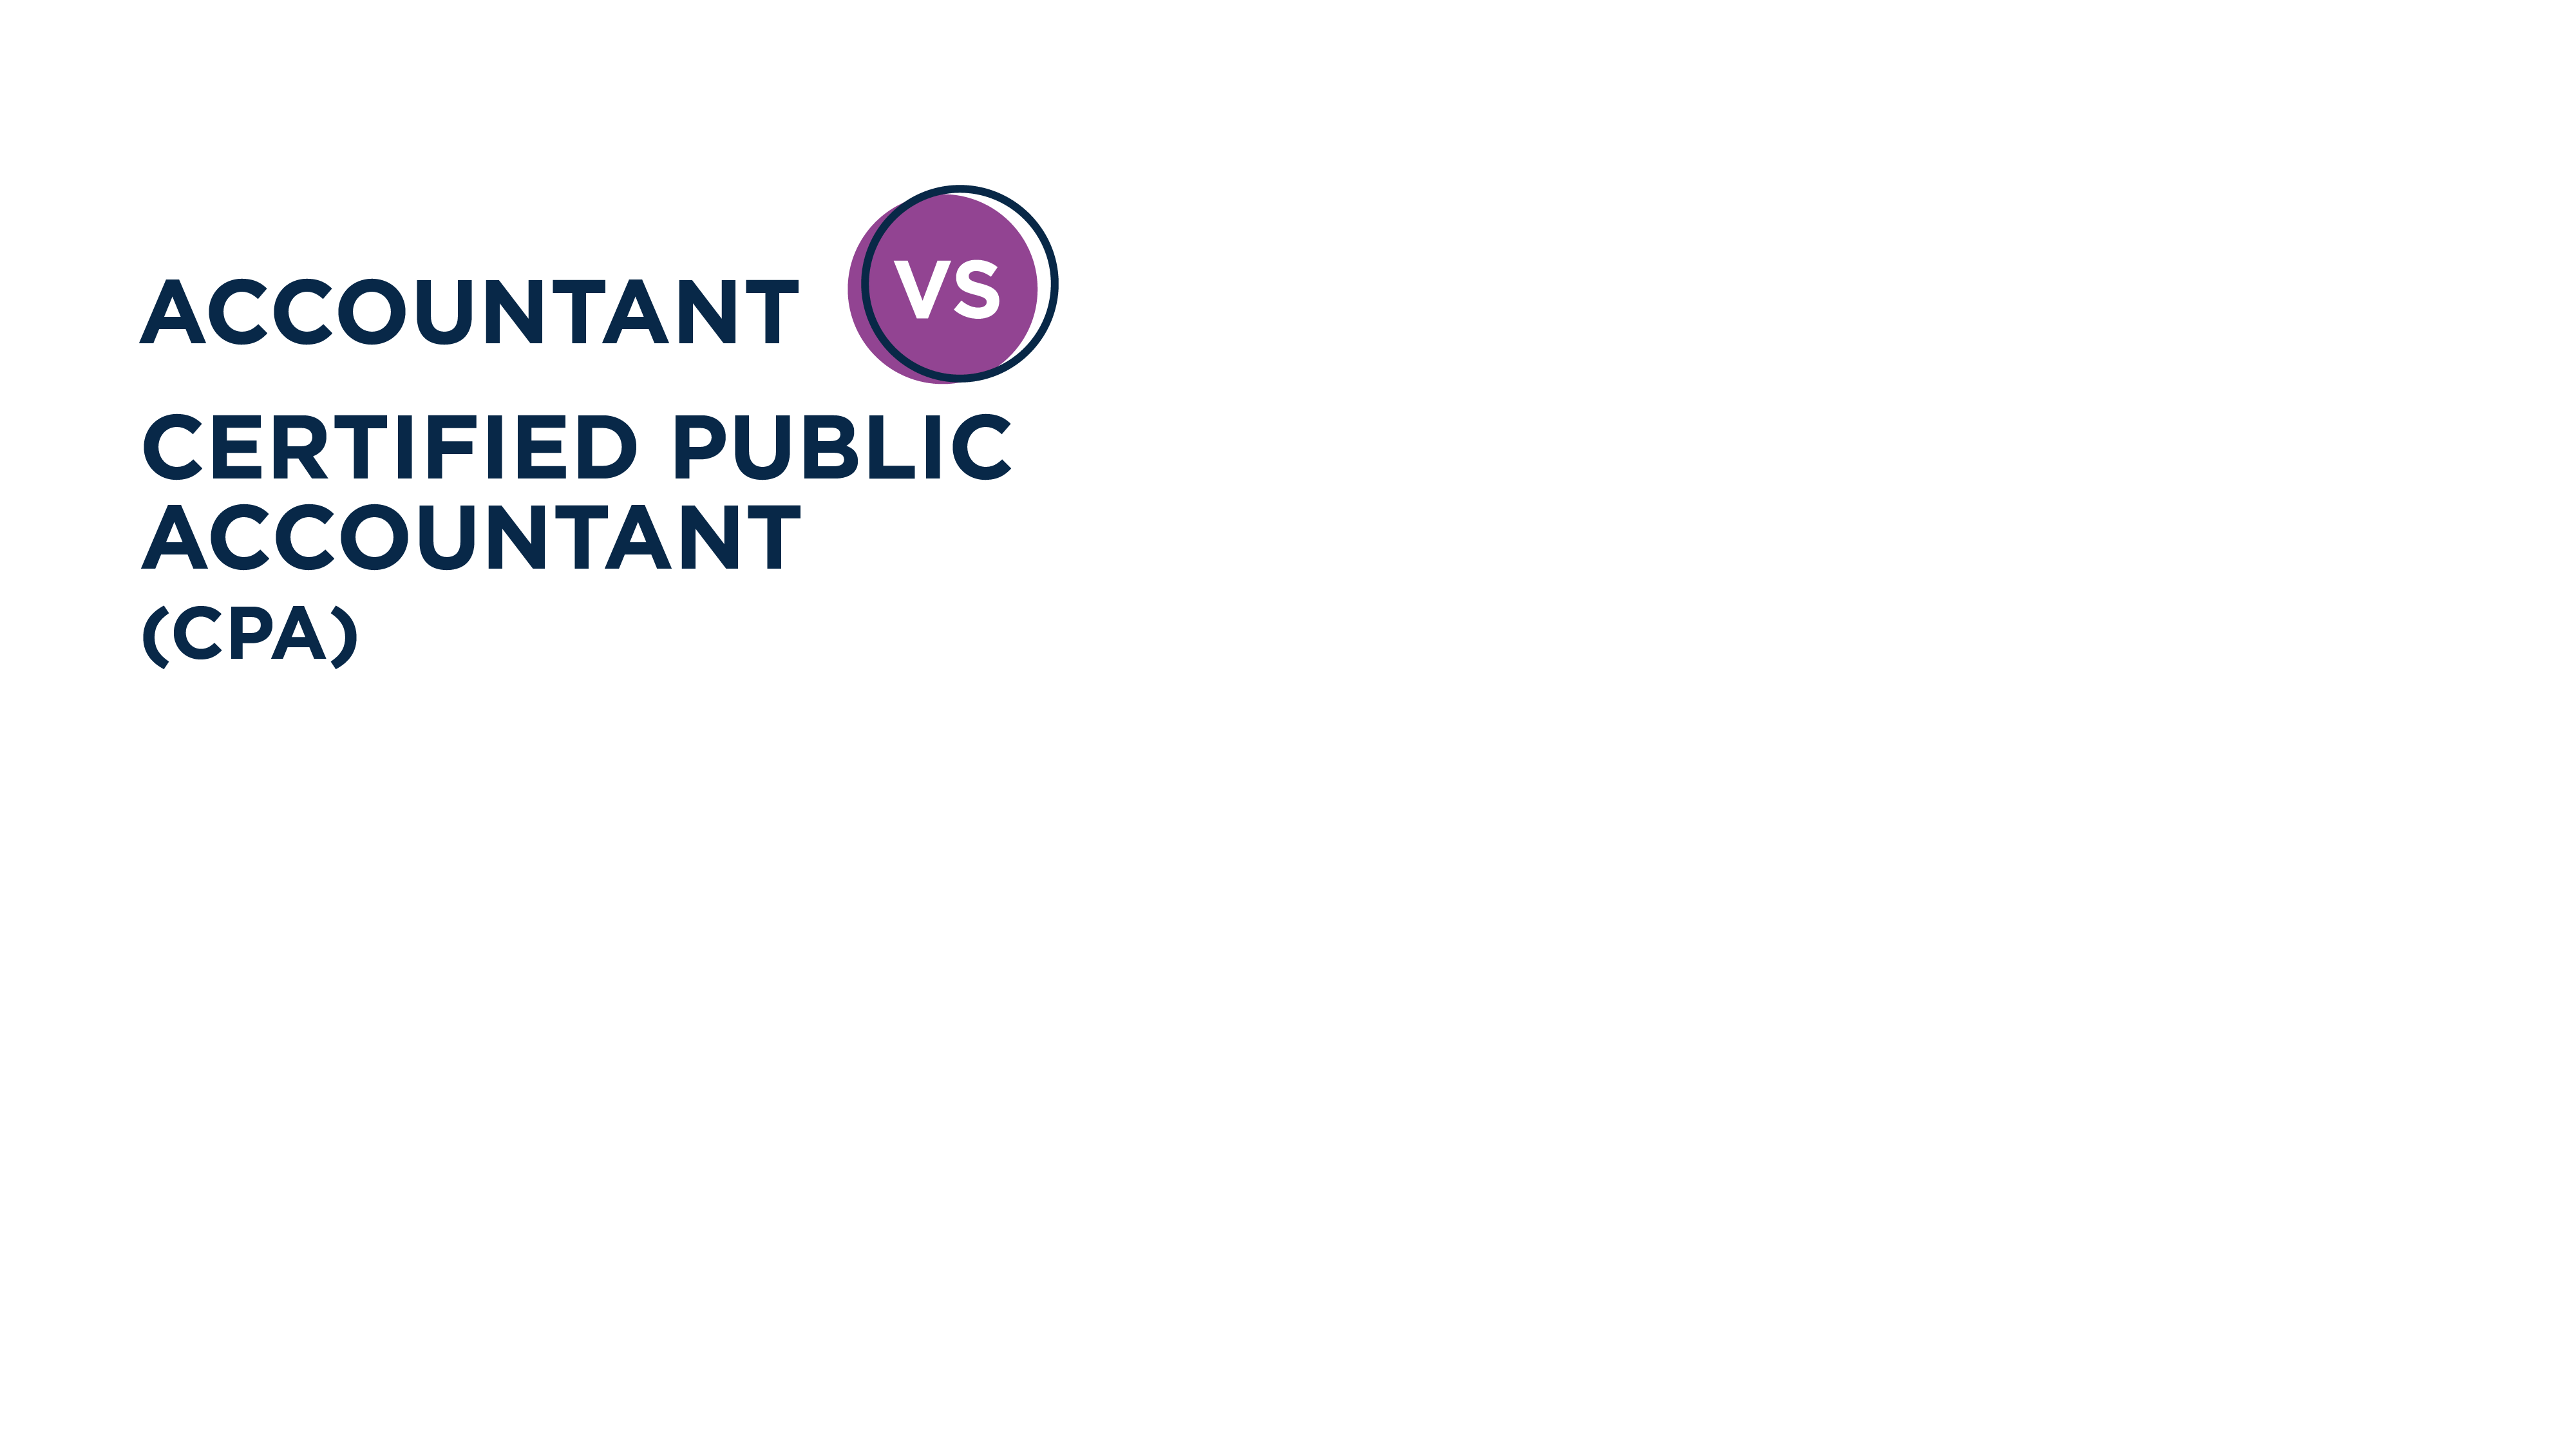 ACCOUNTANT VS
CERTIFIED PUBLIC
ACCOUNTANT
(CPA)